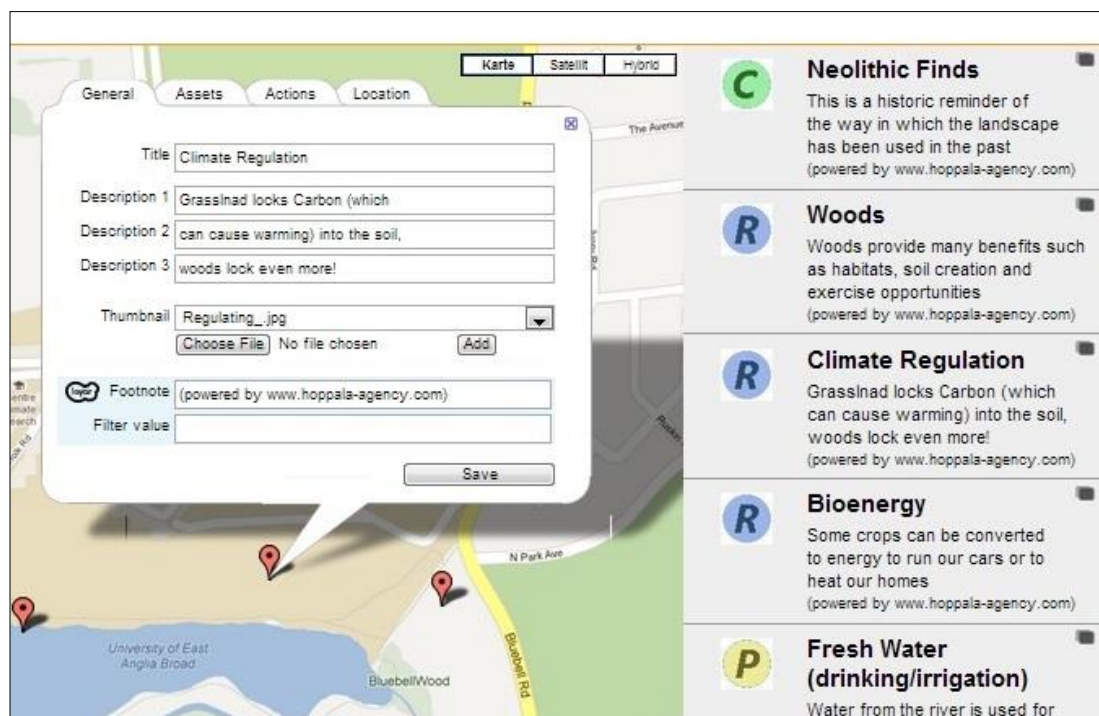 Karte Satellit Hybrid
General Assets Actions Location
The Avenue
Title Climate Regulation
Description 1 Grasslnad locks Carbon (which
Description 2 can cause warming) into the soil,
Description 3 woods lock even more!
Thumbnail Regulating_.jpg
Choose File No file chosen Add
layar Footnote (powered by www.hoppala-agency.com)
Filter value
Save
N Park Ave
University of East
Anglia Broad
BluebellWood
Bluebell Rd
C
Neolithic Finds
This is a historic reminder of
the way in which the landscape
has been used in the past
(powered by www.hoppala-agency.com)
R
Woods
Woods provide many benefits such
as habitats, soil creation and
exercise opportunities
(powered by www.hoppala-agency.com)
R
Climate Regulation
Grasslnad locks Carbon (which
can cause warming) into the soil,
woods lock even more!
(powered by www.hoppala-agency.com)
R
Bioenergy
Some crops can be converted
to energy to run our cars or to
heat our homes
(powered by www.hoppala-agency.com)
P
Fresh Water
(drinking/irrigation)
Water from the river is used for